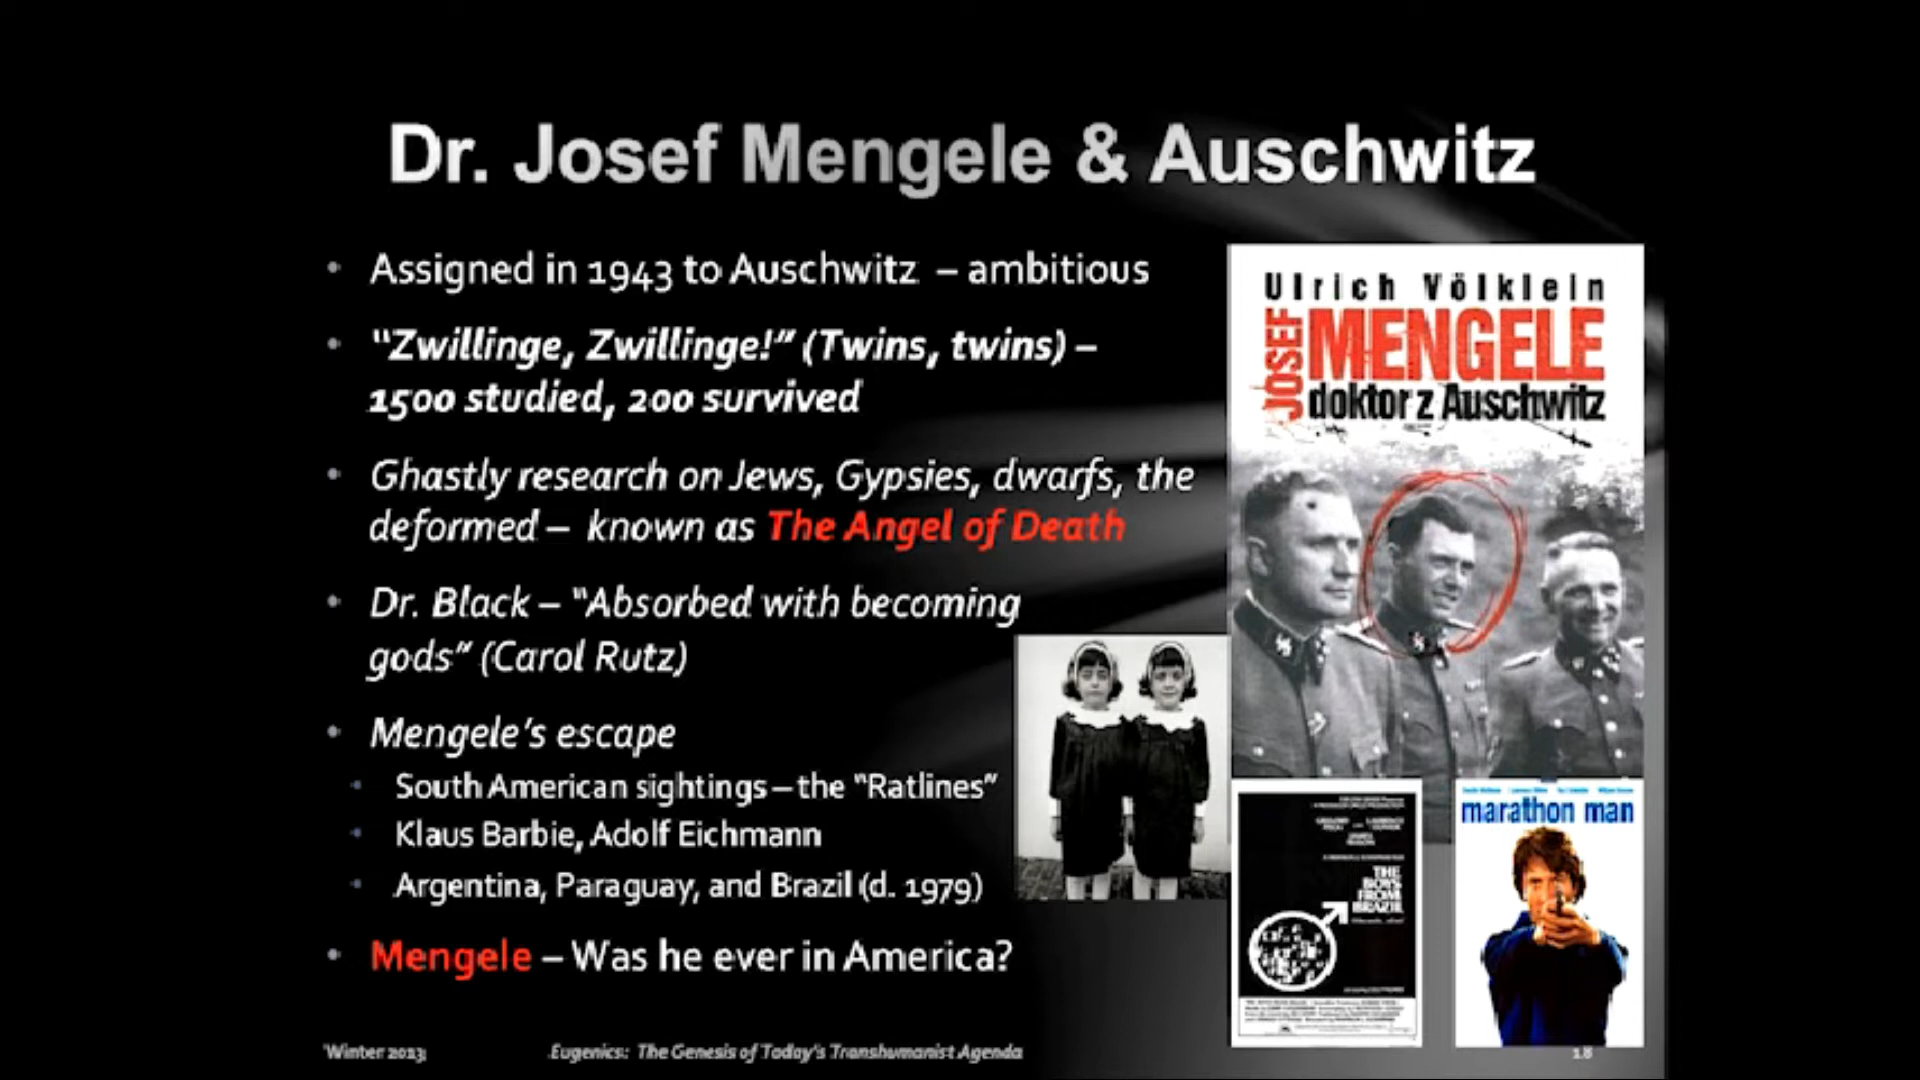 Dr. Josef Mengele & Auschwitz
• Assigned in 1943 to Auschwitz – ambitious
• “Zwillinge, Zwillinge!” (Twins, twins) –
1500 studied, 200 survived
• Ghastly research on Jews, Gypsies, dwarfs, the
deformed – known as The Angel of Death
• Dr. Black – “Absorbed with becoming
gods” (Carol Rutz)
• Mengele’s escape
• South American sightings – the “Ratlines”
• Klaus Barbie, Adolf Eichmann
• Argentina, Paraguay, and Brazil (d. 1979)
• Mengele – Was he ever in America?
Ulrich Völklein
JOSEF
MENGELE
doktor z Auschwitz
THE
BOYS
FROM
BRAZIL
marathon man
Winter 2013
Eugenics: The Genesis of Today's Transhumanist Agenda
18